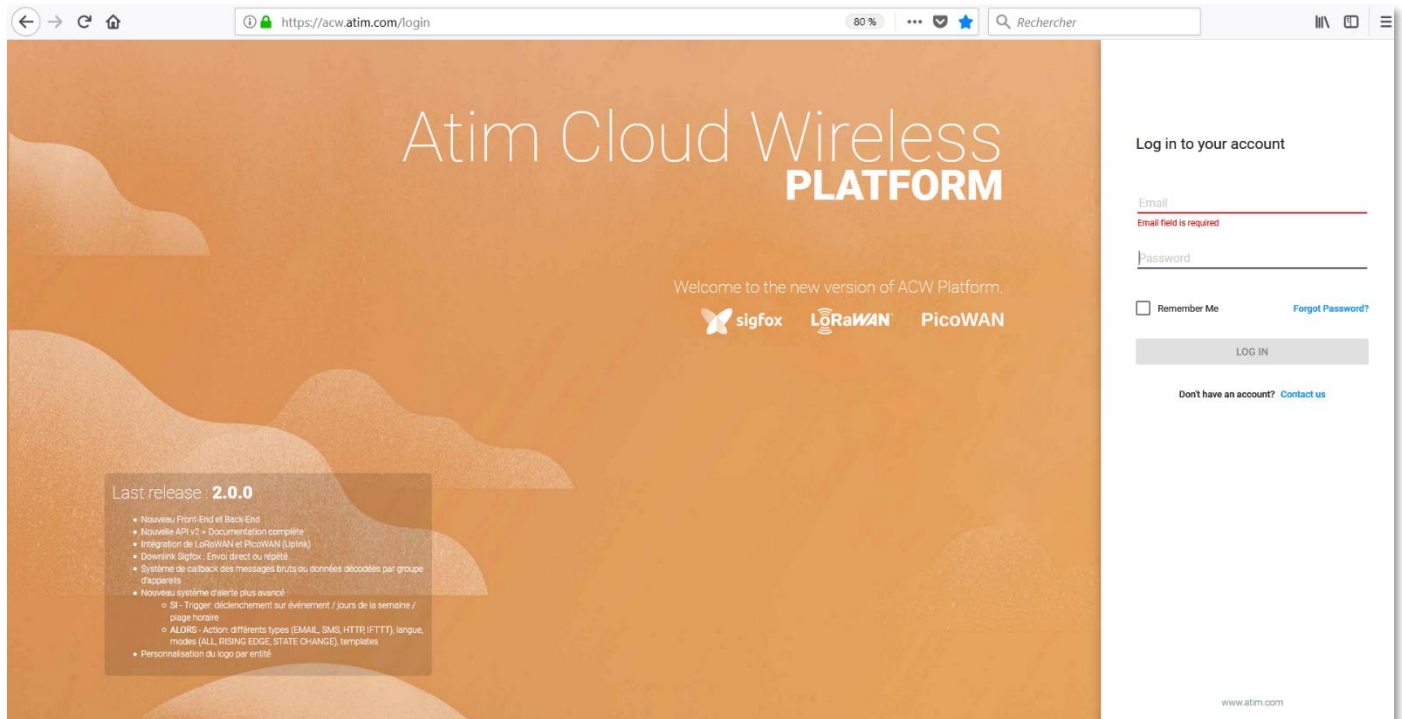 https://acw.atim.com/login
80 %
Rechercher
Atim Cloud Wireless
PLATFORM
Welcome to the new version of ACW Platform.
sigfox LoRaWAN PicoWAN
Last release : 2.0.0
Nouveau Front-End et Back-End
Nouvelle API v2 + Documentation complète
Intégration de LoRaWAN et PicoWAN (Uplink)
Downlink Sigfox : Envoi direct ou répété
Système de callback des messages bruts ou données décodées par groupe
d'appareils
Nouveau système d'alerte plus avancé :
SI - Trigger: déclenchement sur événement / jours de la semaine /
plage horaire
ALORS - Action: différents types (EMAIL, SMS, HTTP, IFTTT), langue,
modes (ALL, RISING EDGE, STATE CHANGE), templates
Personnalisation du logo par entité
Log in to your account
Email
Email field is required
Password
Remember Me Forgot Password?
LOG IN
Don't have an account? Contact us
www.atim.com